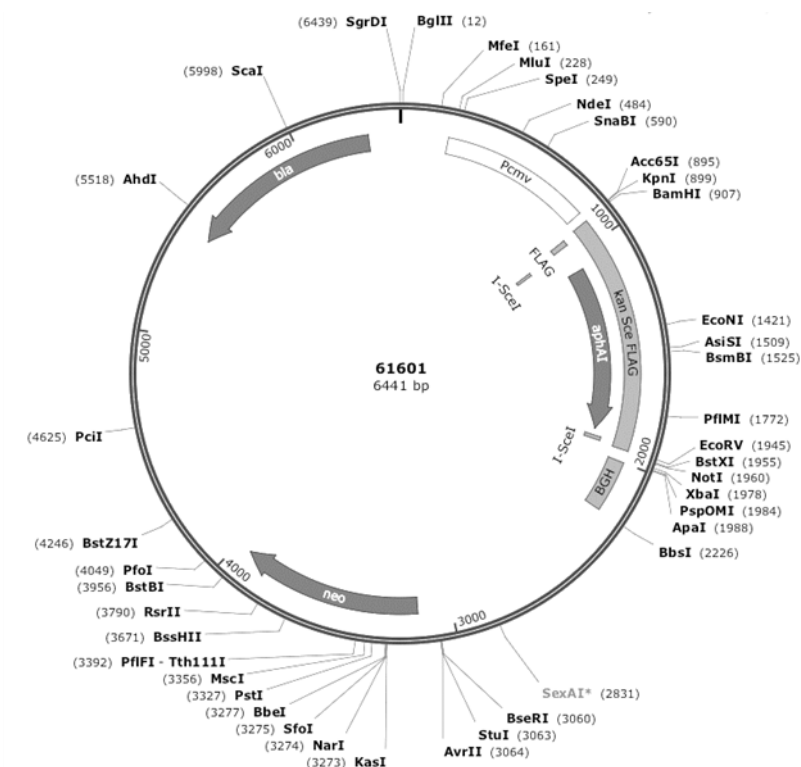 (6439) SgrDI
BglII (12)
MfeI (161)
MluI (228)
SpeI (249)
NdeI (484)
SnaBI (590)
Acc65I (895)
KpnI (899)
BamHI (907)
EcoNI (1421)
AsiSI (1509)
BsmBI (1525)
PflMI (1772)
EcoRV (1945)
BstXI (1955)
NotI (1960)
XbaI (1978)
PspOMI (1984)
ApaI (1988)
BbsI (2226)
SexAI* (2831)
BseRI (3060)
StuI (3063)
AvrII (3064)
(3273) KasI
(3274) NarI
(3275) SfoI
(3277) BbeI
(3327) PstI
(3356) MscI
(3392) PflFI - Tth111I
(3671) BssHII
(3790) RsrII
(3956) BstBI
(4049) PfoI
(4246) BstZ17I
(4625) PciI
(5518) AhdI
(5998) ScaI
1000
2000
3000
4000
5000
6000
Pcmv
kan Sce FLAG
FLAG
I-SceI
aphAI
I-SceI
BGH
neo
bla
61601
6441 bp